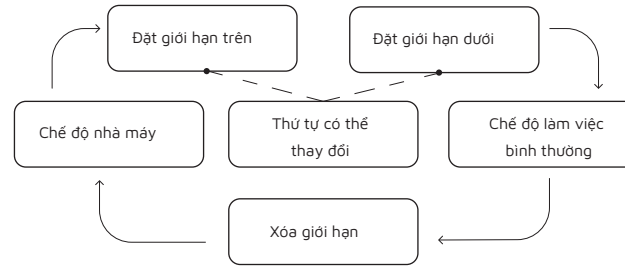 Đặt giới hạn trên
Đặt giới hạn dưới
Chế độ nhà máy
Thứ tự có thể
thay đổi
Chế độ làm việc
bình thường
Xóa giới hạn